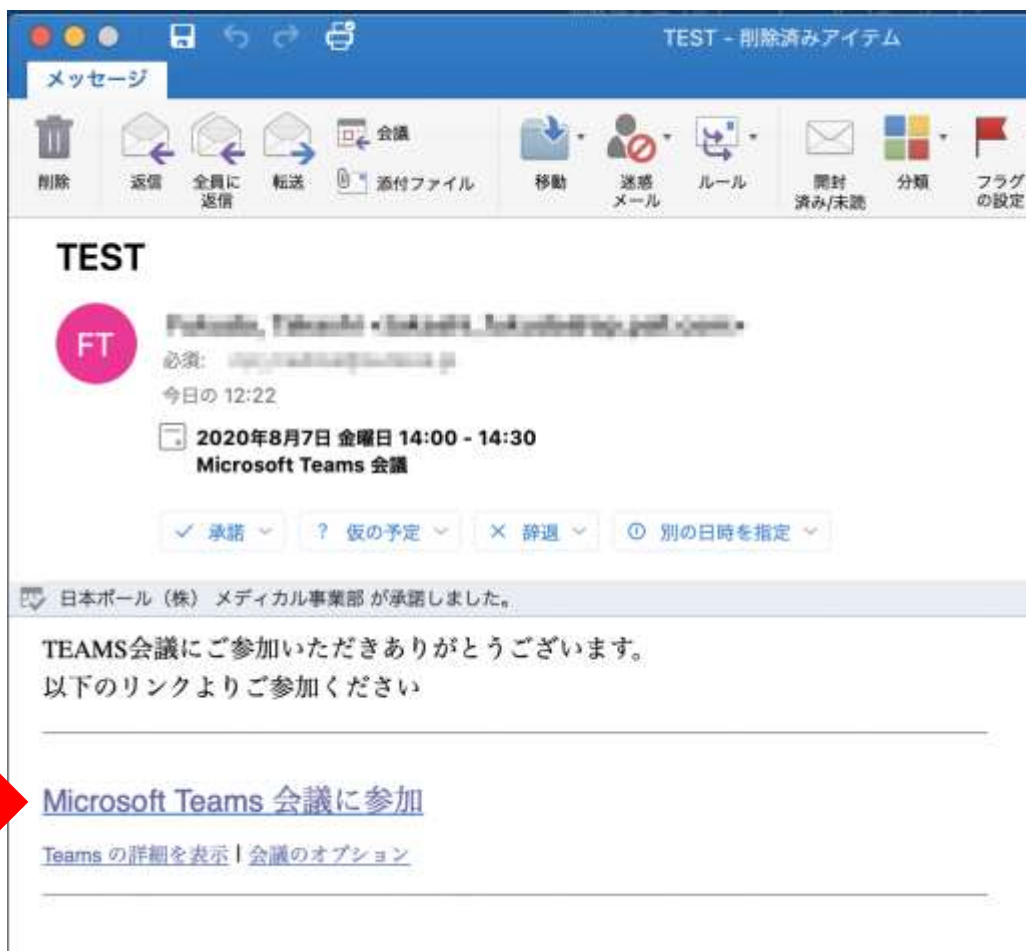 TEST - 削除済みアイテム
メッセージ
削除
返信
全員に
返信
転送
会議
添付ファイル
移動
迷惑
メール
ルール
開封
済み/未読
分類
フラグ
の設定
TEST
FT
必須:
今日の 12:22
2020年8月7日 金曜日 14:00 - 14:30
Microsoft Teams 会議
✓ 承諾
? 仮の予定
× 辞退
別の日時を指定
日本ポール（株） メディカル事業部 が承諾しました。
TEAMS会議にご参加いただきありがとうございます。
以下のリンクよりご参加ください
Microsoft Teams 会議に参加
Teams の詳細を表示 | 会議のオプション